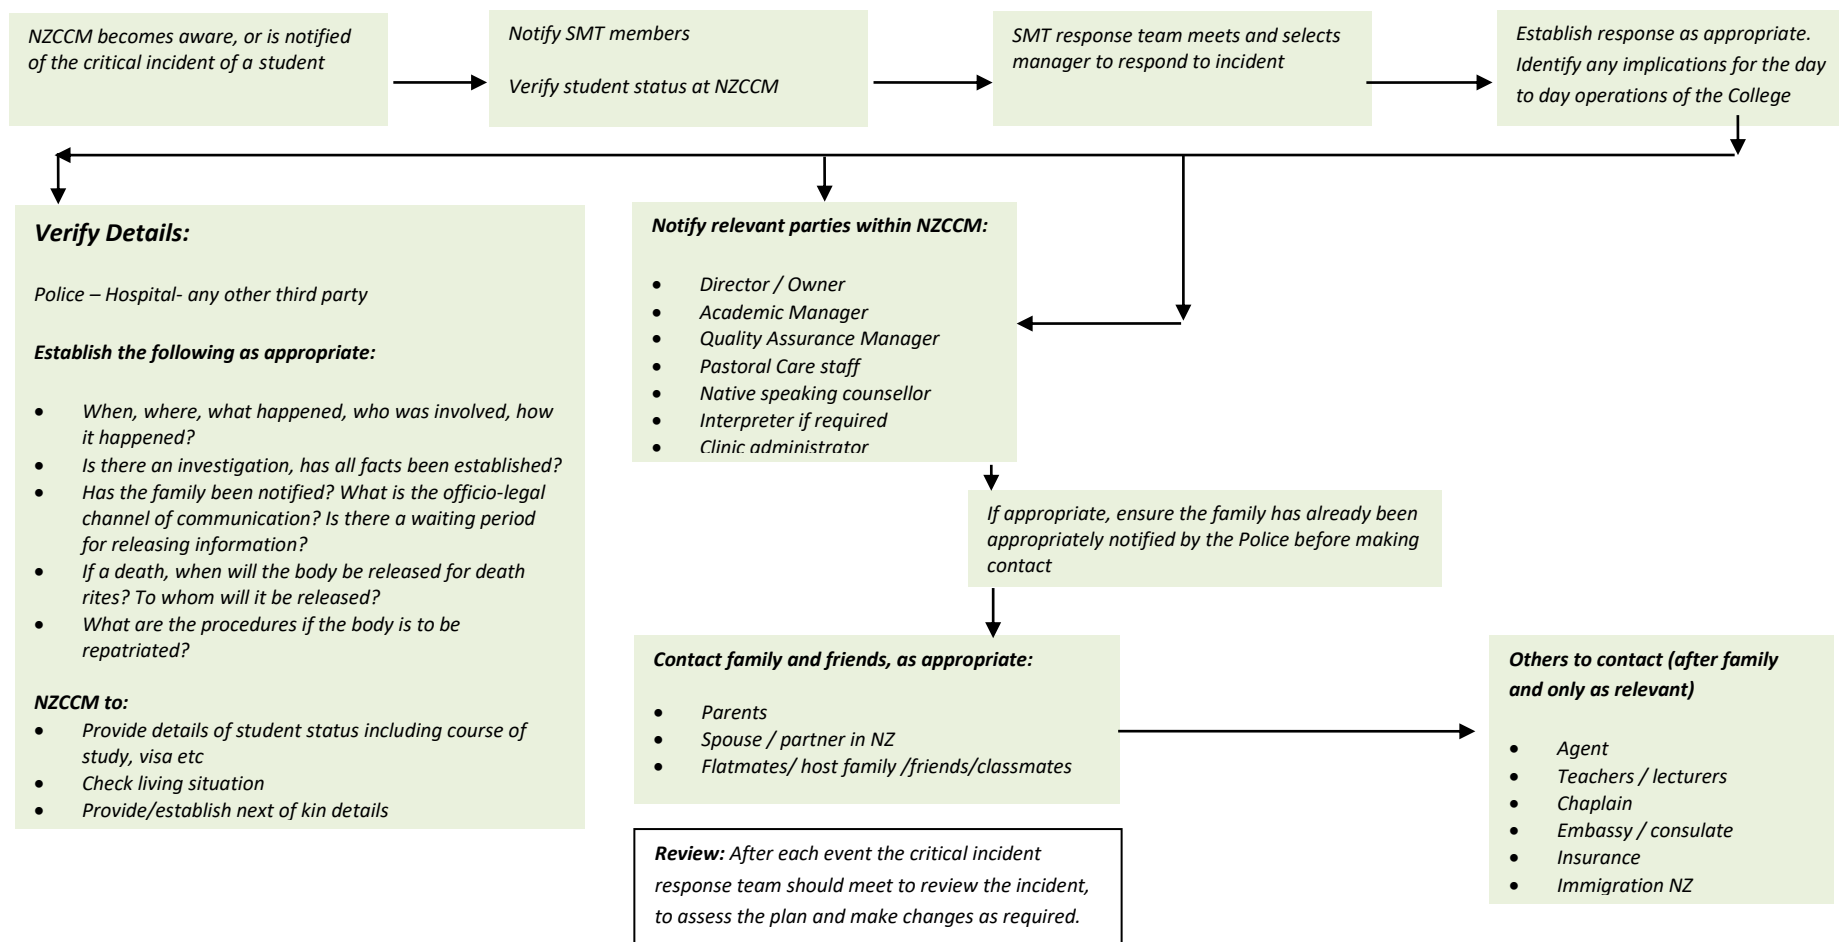 NZCCM becomes aware, or is notified
of the critical incident of a student
Notify SMT members
Verify student status at NZCCM
SMT response team meets and selects
manager to respond to incident
Establish response as appropriate.
Identify any implications for the day
to day operations of the College
Verify Details:
Police – Hospital- any other third party
Establish the following as appropriate:
• When, where, what happened, who was involved, how
it happened?
• Is there an investigation, has all facts been established?
• Has the family been notified? What is the officio-legal
channel of communication? Is there a waiting period
for releasing information?
• If a death, when will the body be released for death
rites? To whom will it be released?
• What are the procedures if the body is to be
repatriated?
NZCCM to:
• Provide details of student status including course of
study, visa etc
• Check living situation
• Provide/establish next of kin details
Notify relevant parties within NZCCM:
• Director / Owner
• Academic Manager
• Quality Assurance Manager
• Pastoral Care staff
• Native speaking counsellor
• Interpreter if required
• Clinic administrator
If appropriate, ensure the family has already been
appropriately notified by the Police before making
contact
Contact family and friends, as appropriate:
• Parents
• Spouse / partner in NZ
• Flatmates/ host family /friends/classmates
Others to contact (after family
and only as relevant)
• Agent
• Teachers / lecturers
• Chaplain
• Embassy / consulate
• Insurance
• Immigration NZ
Review: After each event the critical incident
response team should meet to review the incident,
to assess the plan and make changes as required.